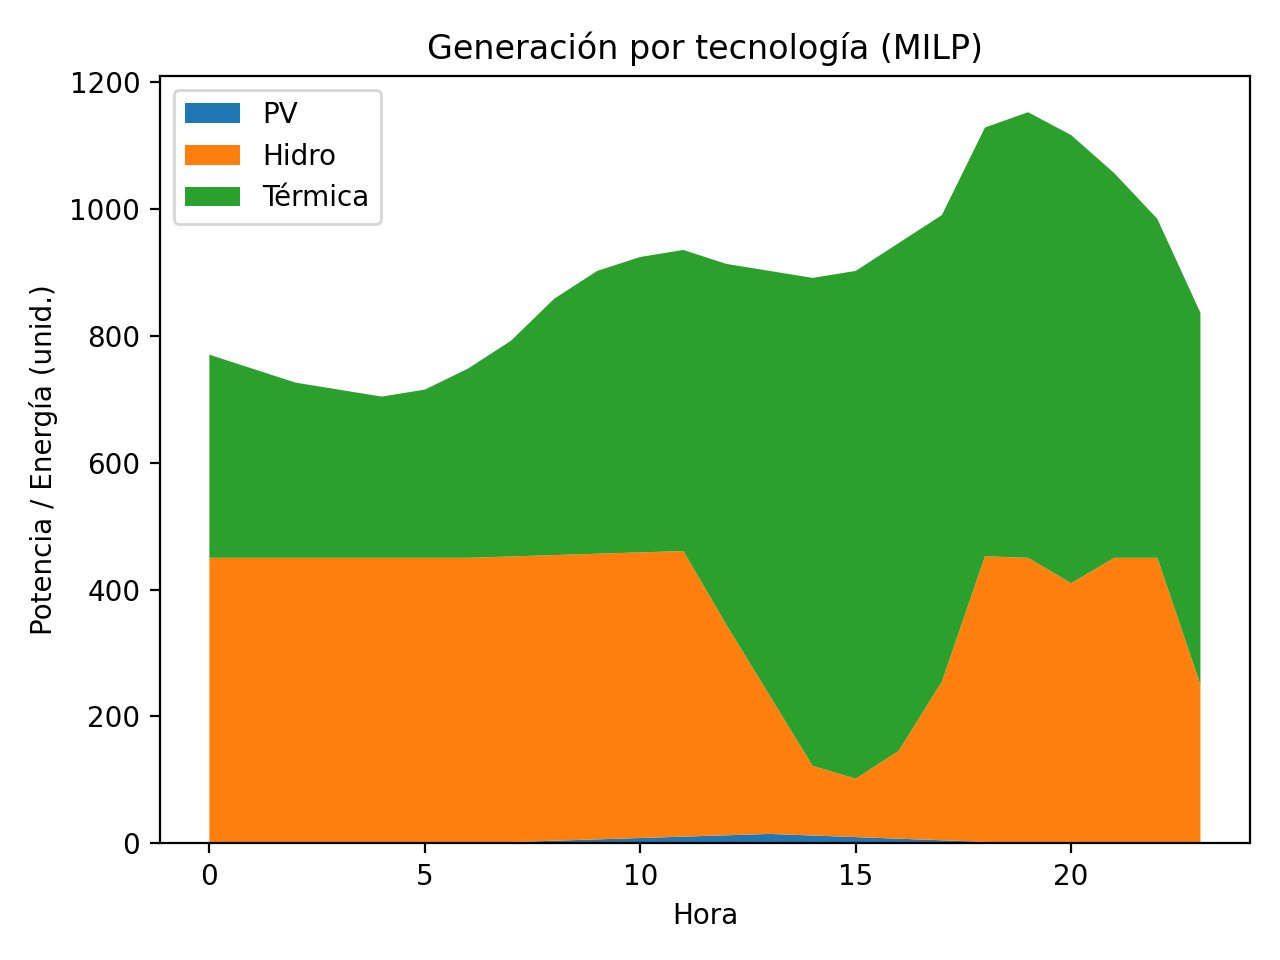 Generación por tecnología (MILP)
PV
Hidro
Térmica
Potencia / Energía (unid.)
1200
1000
800
600
400
200
0
0 5 10 15 20
Hora